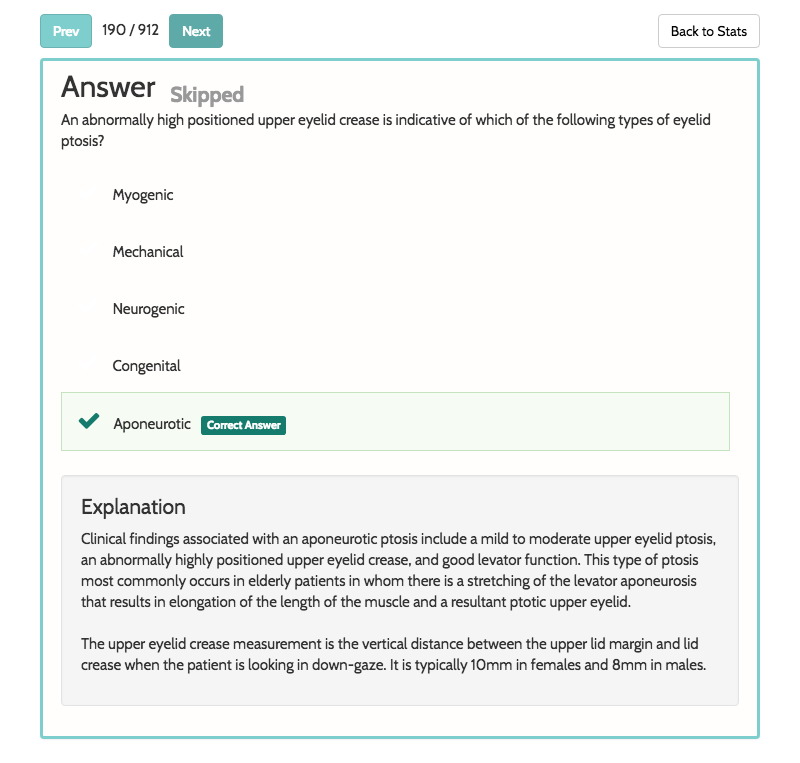 Prev 190 / 912 Next Back to Stats
Answer Skipped
An abnormally high positioned upper eyelid crease is indicative of which of the following types of eyelid
ptosis?
Myogenic
Mechanical
Neurogenic
Congenital
Aponeurotic Correct Answer
Explanation
Clinical findings associated with an aponeurotic ptosis include a mild to moderate upper eyelid ptosis,
an abnormally highly positioned upper eyelid crease, and good levator function. This type of ptosis
most commonly occurs in elderly patients in whom there is a stretching of the levator aponeurosis
that results in elongation of the length of the muscle and a resultant ptotic upper eyelid.
The upper eyelid crease measurement is the vertical distance between the upper lid margin and lid
crease when the patient is looking in down-gaze. It is typically 10mm in females and 8mm in males.